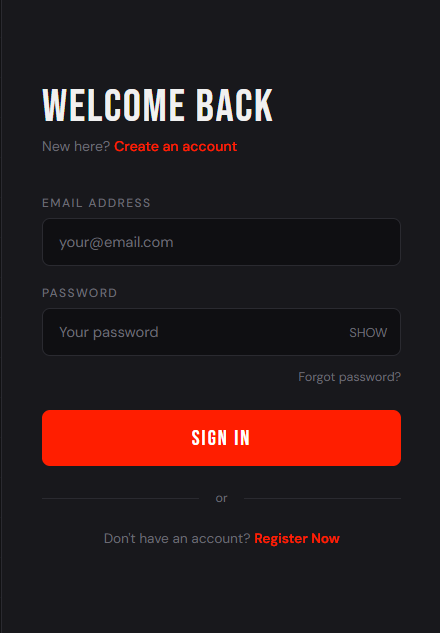 WELCOME BACK
New here? Create an account
EMAIL ADDRESS
your@email.com
PASSWORD
Your password SHOW
Forgot password?
SIGN IN
or
Don't have an account? Register Now